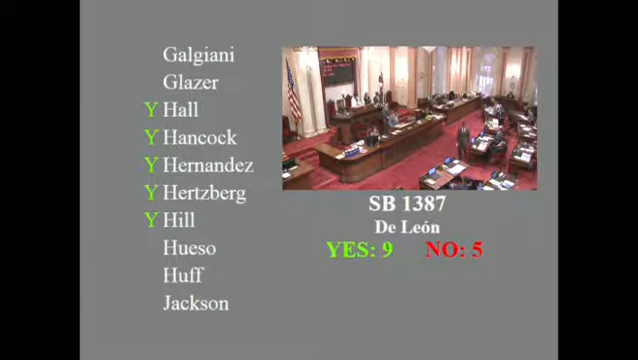 Galgiani
Glazer
Y Hall
Y Hancock
Y Hernandez
Y Hertzberg
Y Hill
Hueso
Huff
Jackson
SB 1387
De León
YES: 9 NO: 5